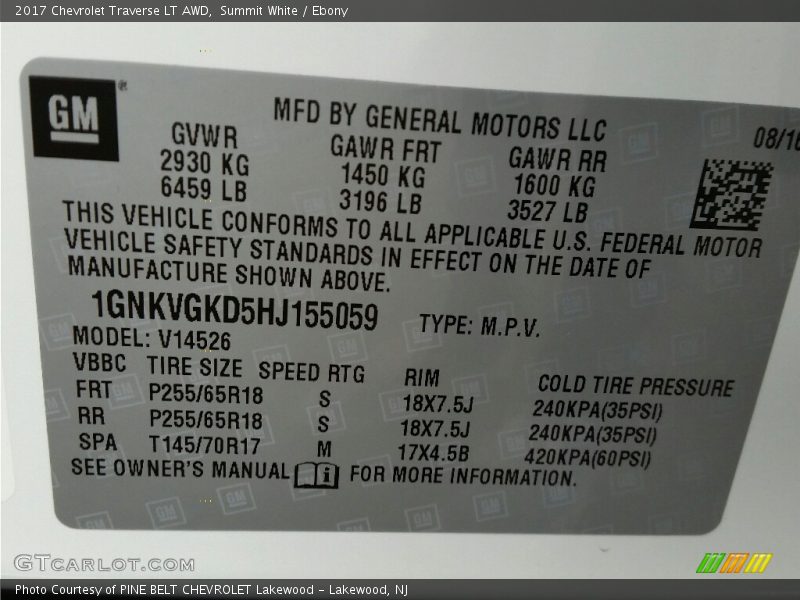 2017 Chevrolet Traverse LT AWD,  Summit White / Ebony
GM
MFD BY GENERAL MOTORS LLC
08/16
GVWR GAWR FRT GAWR RR
2930 KG 1450 KG 1600 KG
6459 LB 3196 LB 3527 LB
THIS VEHICLE CONFORMS TO ALL APPLICABLE U.S. FEDERAL MOTOR
VEHICLE SAFETY STANDARDS IN EFFECT ON THE DATE OF
MANUFACTURE SHOWN ABOVE.
1GNKVGKD5HJ155059 TYPE: M.P.V.
MODEL: V14526
VBBC TIRE SIZE SPEED RTG RIM COLD TIRE PRESSURE
FRT P255/65R18 S 18X7.5J 240KPA(35PSI)
RR P255/65R18 S 18X7.5J 240KPA(35PSI)
SPA T145/70R17 M 17X4.5B 420KPA(60PSI)
SEE OWNER'S MANUAL FOR MORE INFORMATION.
GTCARLOT.COM
Photo Courtesy of PINE BELT CHEVROLET Lakewood - Lakewood, NJ